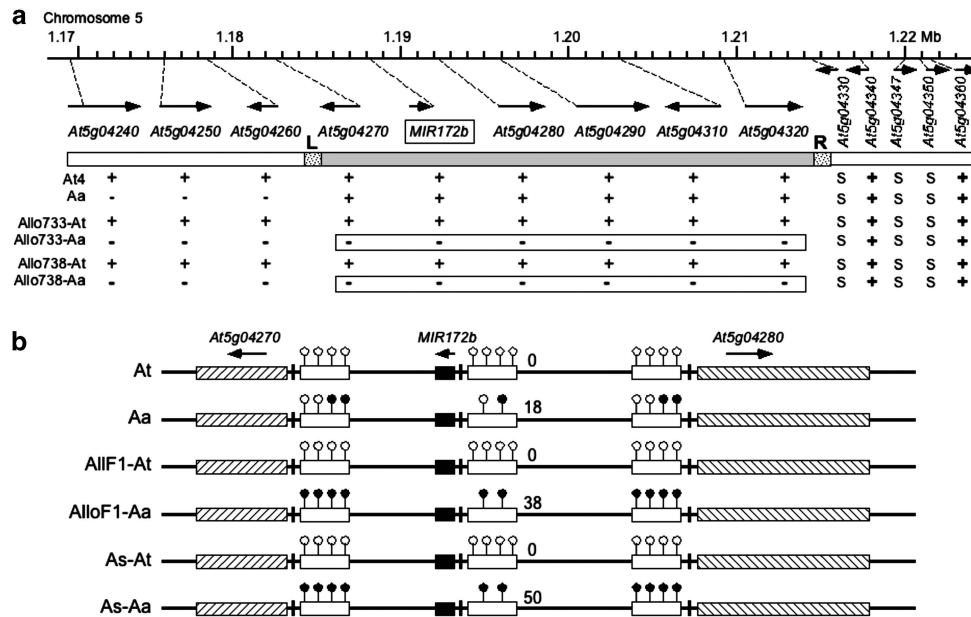 a
Chromosome 5
1.17 1.18 1.19 1.20 1.21 1.22 Mb
At5g04240 At5g04250 At5g04260 At5g04270 MIR172b At5g04280 At5g04290 At5g04310 At5g04320 At5g04330 At5g04340 At5g04347 At5g04350 At5g04360
L R
At4 + + + + + + + + + S + S S +
Aa - - - + + + + + + S + S S +
Allo733-At + + + + + + + + + S + S S +
Allo733-Aa - - - - - - - - - S + S S +
Allo738-At + + + + + + + + + S + S S +
Allo738-Aa - - - - - - - - - S + S S +
b
At5g04270 MIR172b At5g04280
At 0
Aa 18
AllF1-At 0
AlloF1-Aa 38
As-At 0
As-Aa 50